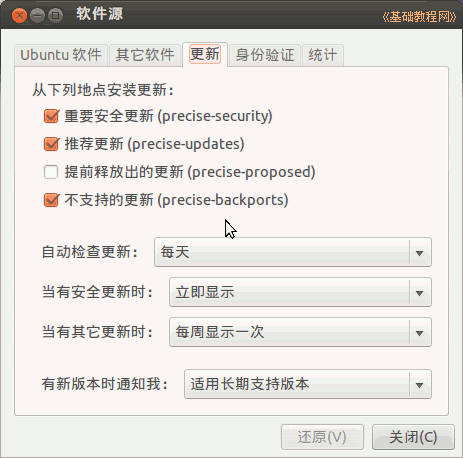 软件源
《基础教程网》
Ubuntu 软件 其它软件 更新 身份验证 统计
从下列地点安装更新：
重要安全更新 (precise-security)
推荐更新 (precise-updates)
提前释放出的更新 (precise-proposed)
不支持的更新 (precise-backports)
自动检查更新： 每天
当有安全更新时： 立即显示
当有其它更新时： 每周显示一次
有新版本时通知我： 适用长期支持版本
还原(V) 关闭(C)